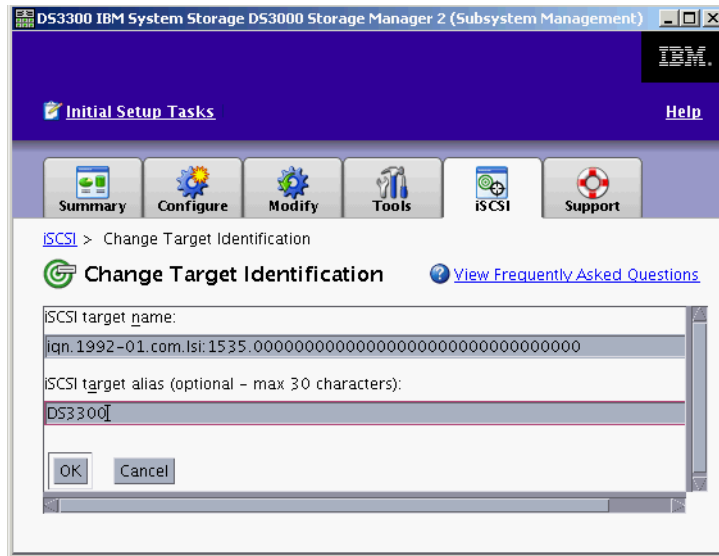 DS3300 IBM System Storage DS3000 Storage Manager 2 (Subsystem Management)
IBM.
Initial Setup Tasks
Help
Summary
Configure
Modify
Tools
iSCSI
Support
iSCSI > Change Target Identification
Change Target Identification
View Frequently Asked Questions
iSCSI target name:
iqn.1992-01.com.lsi:1535.00000000000000000000000000000000
iSCSI target alias (optional - max 30 characters):
DS3300
OK
Cancel